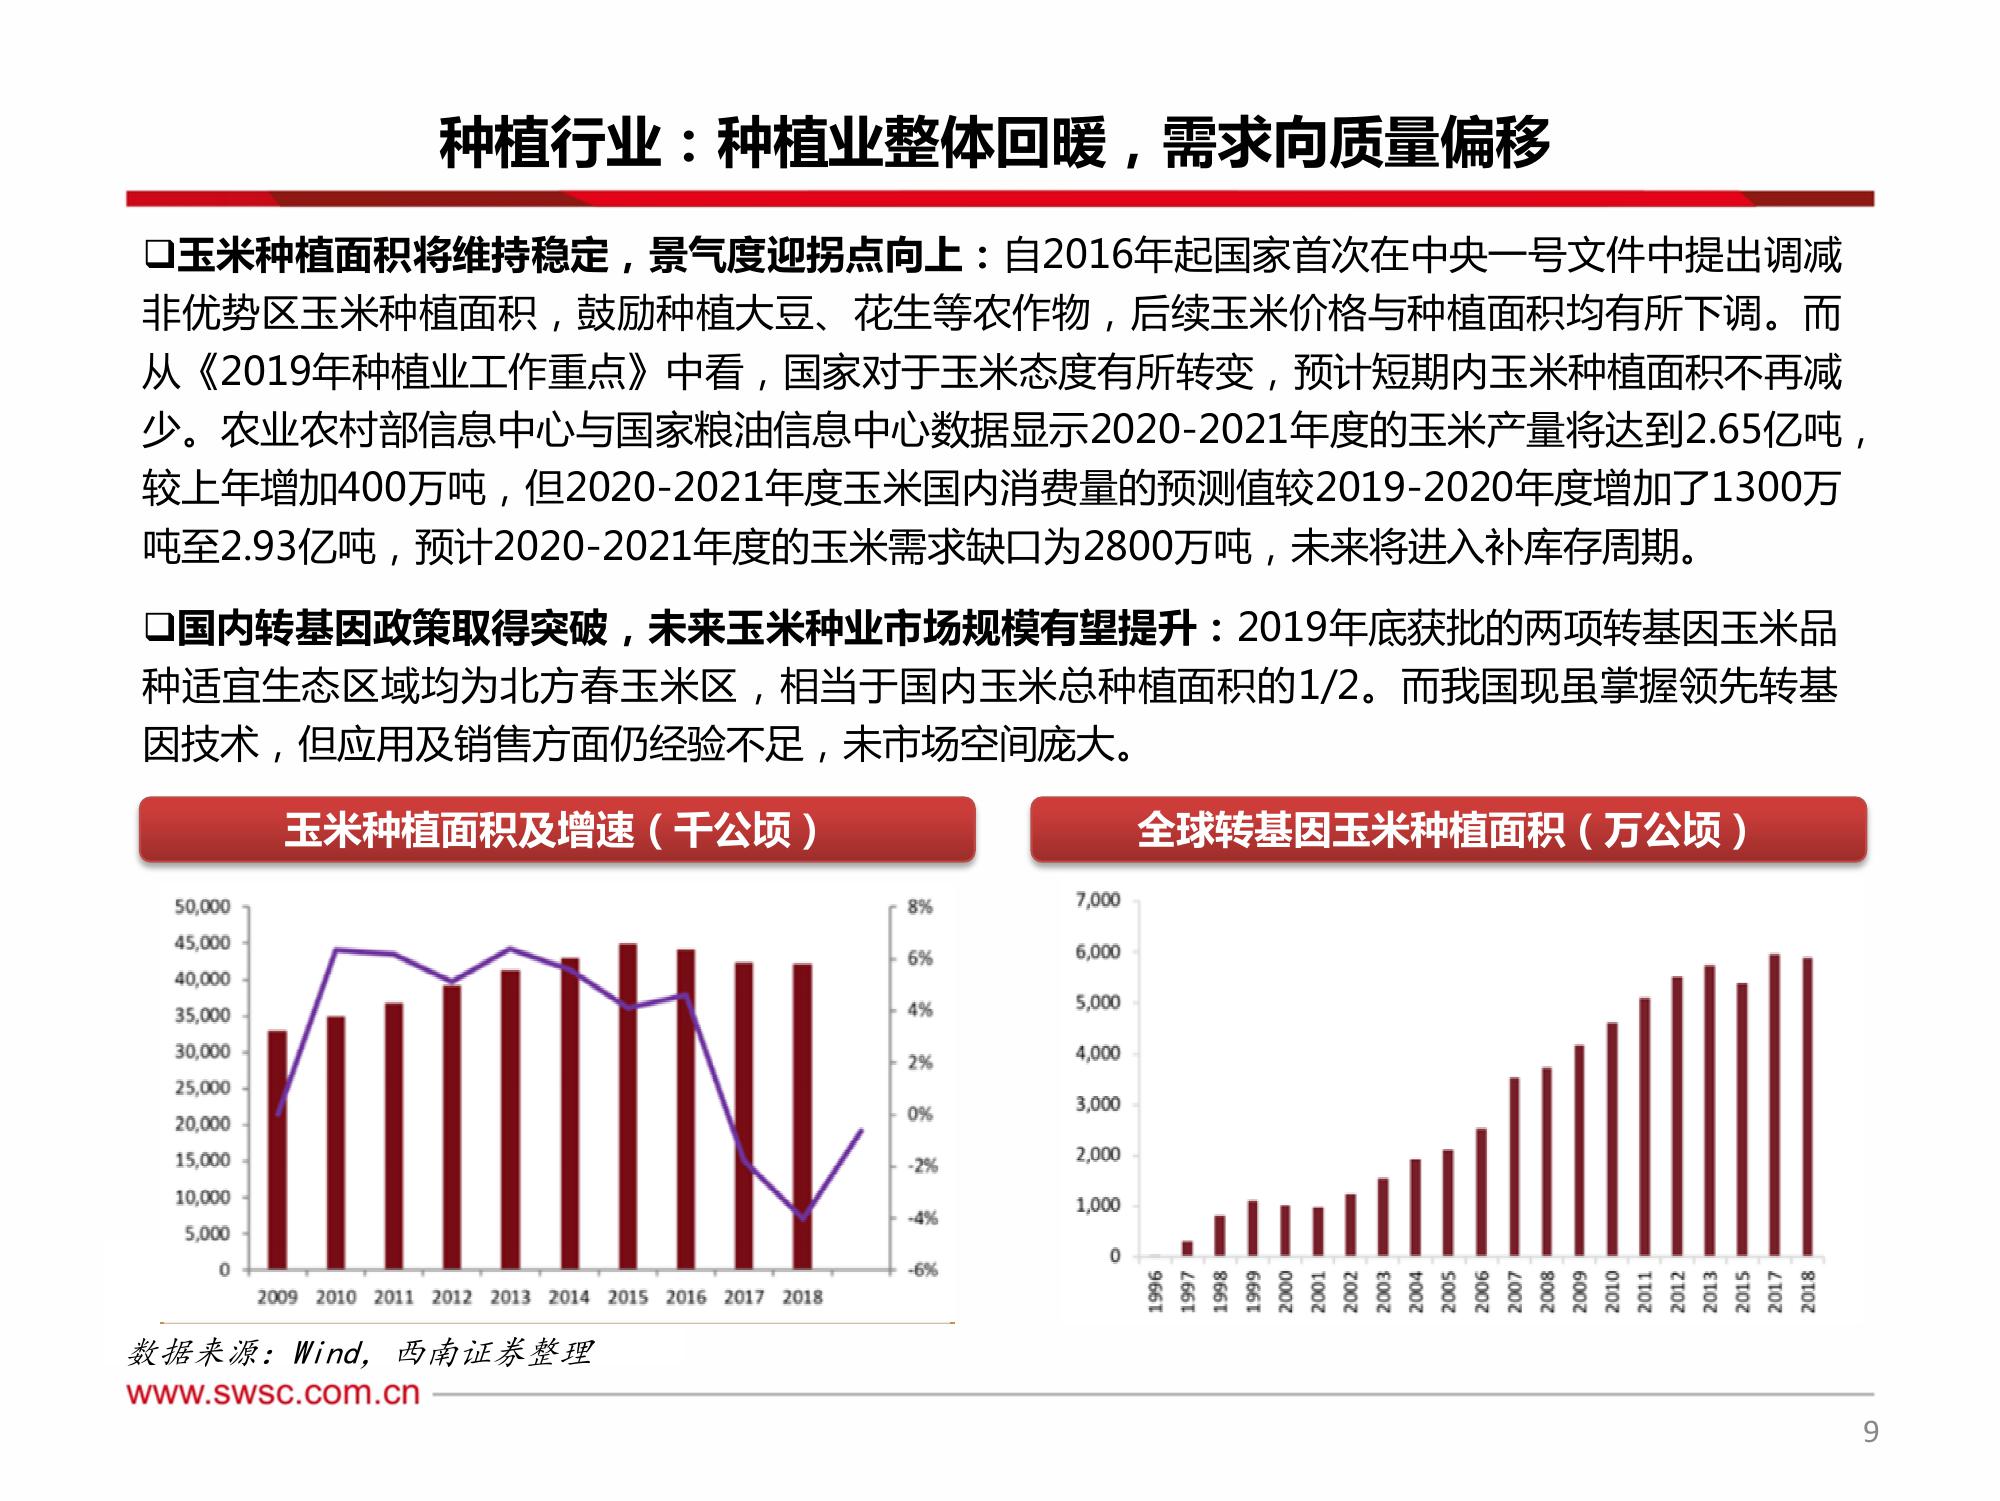 种植行业：种植业整体回暖，需求向质量偏移
❑玉米种植面积将维持稳定，景气度迎拐点向上：自2016年起国家首次在中央一号文件中提出调减
非优势区玉米种植面积，鼓励种植大豆、花生等农作物，后续玉米价格与种植面积均有所下调。而
从《2019年种植业工作重点》中看，国家对于玉米态度有所转变，预计短期内玉米种植面积不再减
少。农业农村部信息中心与国家粮油信息中心数据显示2020-2021年度的玉米产量将达到2.65亿吨，
较上年增加400万吨，但2020-2021年度玉米国内消费量的预测值较2019-2020年度增加了1300万
吨至2.93亿吨，预计2020-2021年度的玉米需求缺口为2800万吨，未来将进入补库存周期。
❑国内转基因政策取得突破，未来玉米种业市场规模有望提升：2019年底获批的两项转基因玉米品
种适宜生态区域均为北方春玉米区，相当于国内玉米总种植面积的1/2。而我国现虽掌握领先转基
因技术，但应用及销售方面仍经验不足，未市场空间庞大。
玉米种植面积及增速（千公顷）
50,000
45,000
40,000
35,000
30,000
25,000
20,000
15,000
10,000
5,000
0
8%
6%
4%
2%
0%
-2%
-4%
-6%
2009 2010 2011 2012 2013 2014 2015 2016 2017 2018
全球转基因玉米种植面积（万公顷）
7,000
6,000
5,000
4,000
3,000
2,000
1,000
0
1996 1997 1998 1999 2000 2001 2002 2003 2004 2005 2006 2007 2008 2009 2010 2011 2012 2013 2015 2017 2018
数据来源：Wind，西南证券整理
www.swsc.com.cn
9